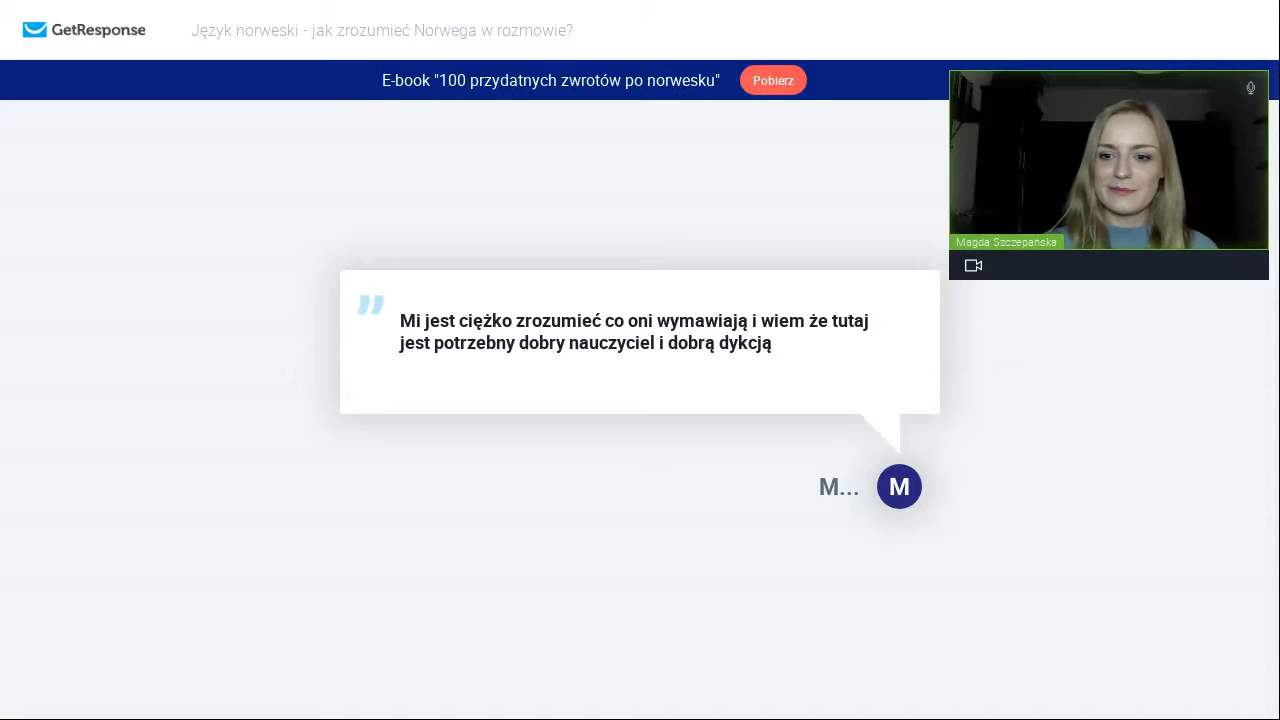 GetResponse
Język norweski - jak zrozumieć Norwega w rozmowie?
E-book "100 przydatnych zwrotów po norwesku"
Pobierz
Magda Szczepańska
"
Mi jest ciężko zrozumieć co oni wymawiają i wiem że tutaj
jest potrzebny dobry nauczyciel i dobrą dykcją
M...
M